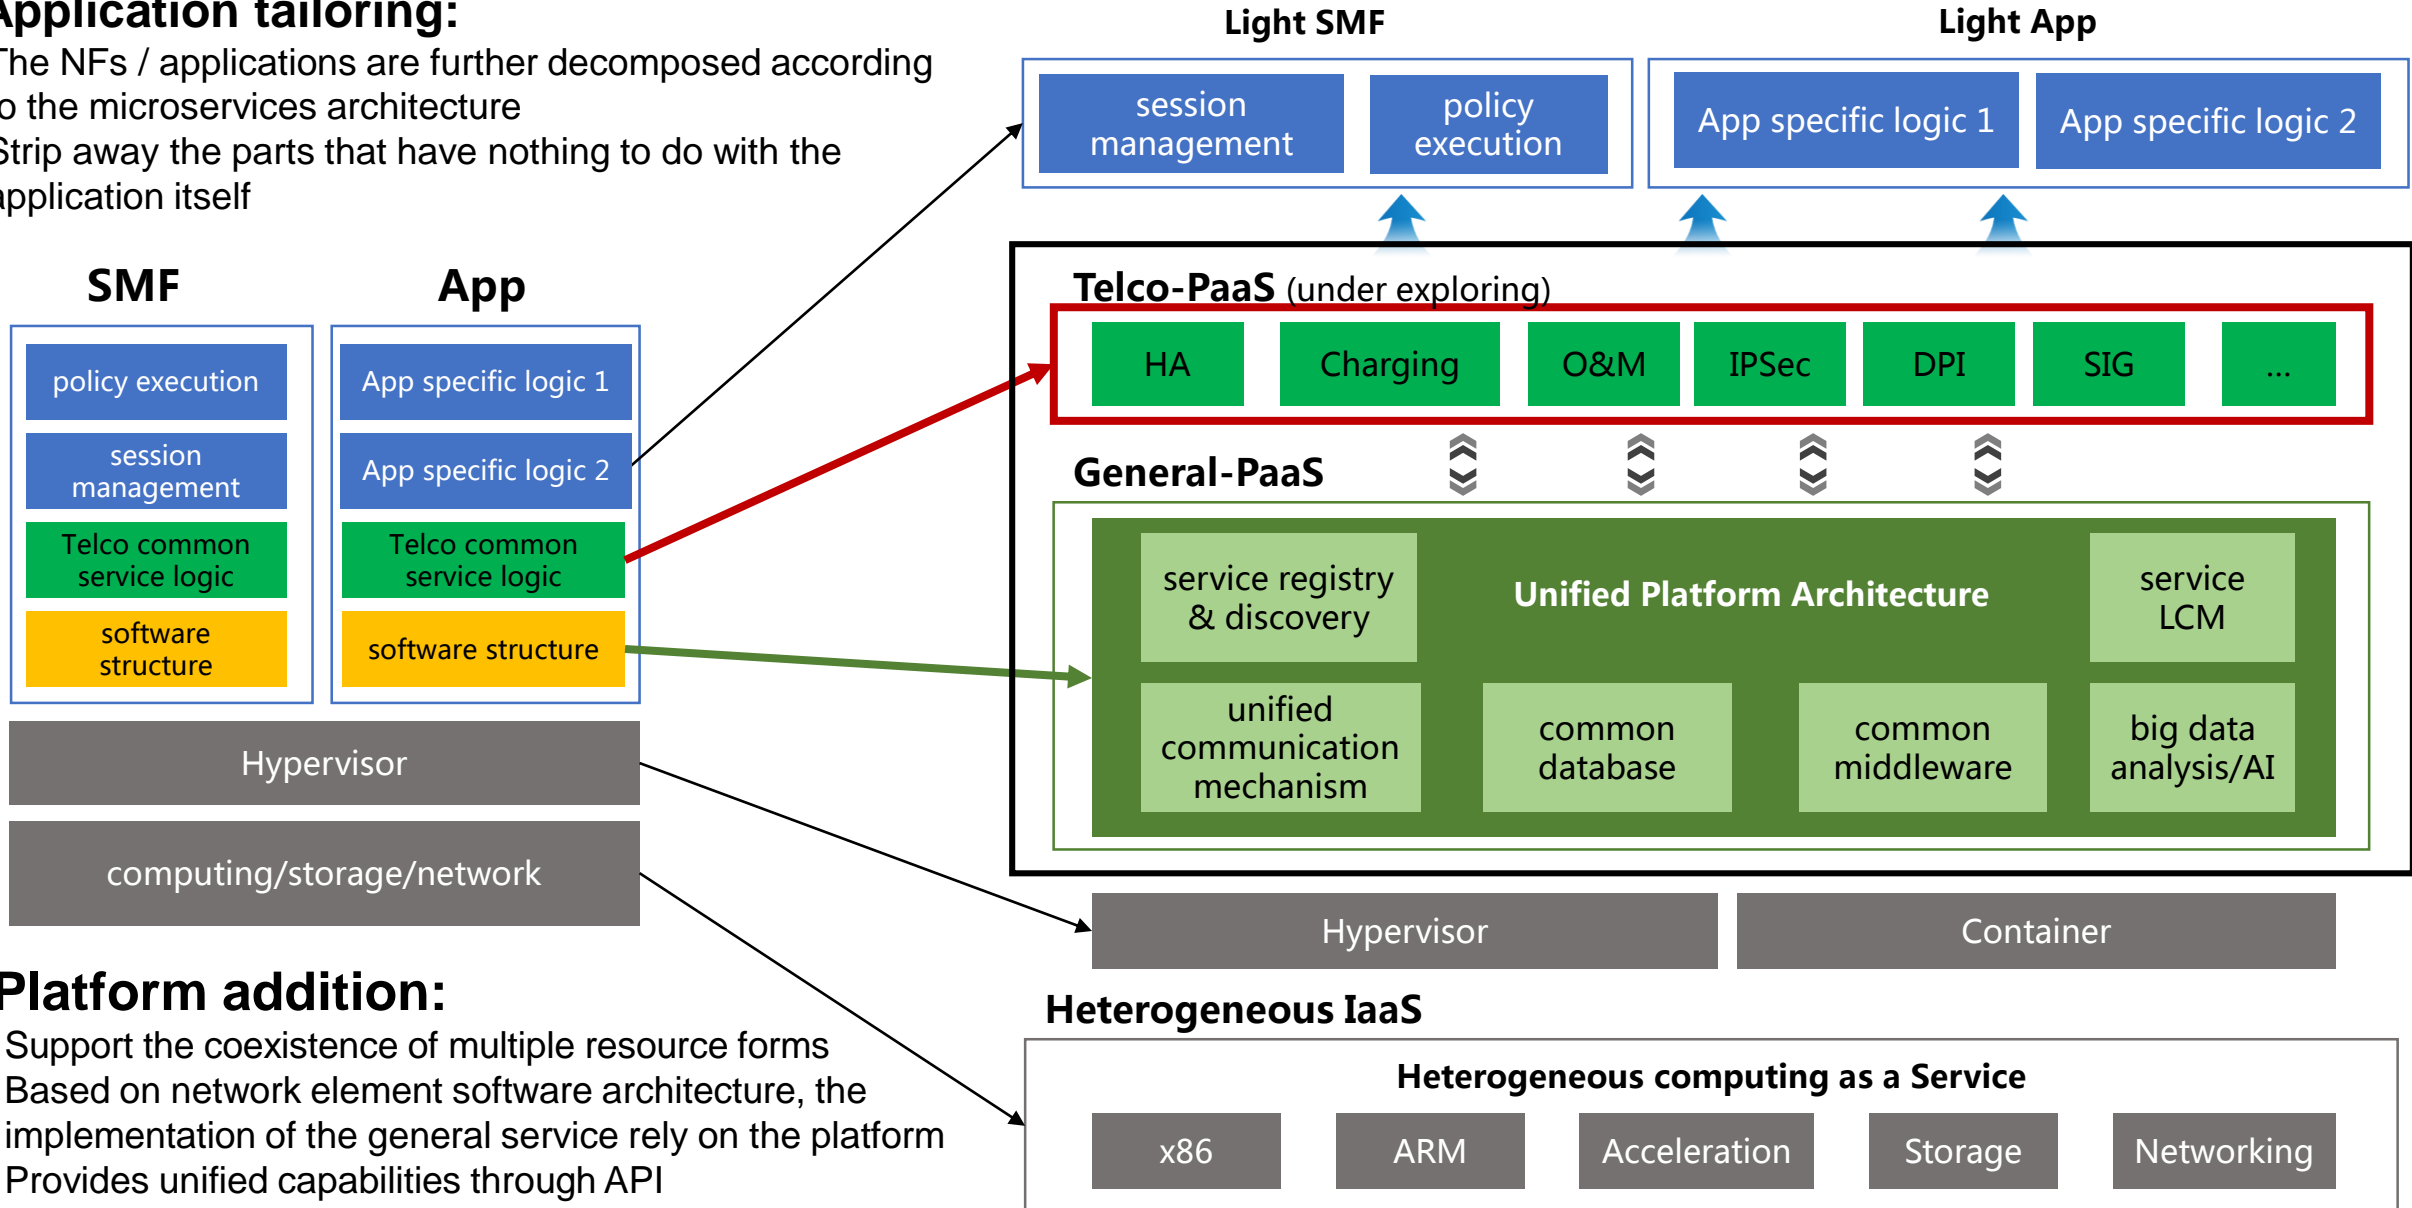 Application tailoring:
The NFs / applications are further decomposed according
to the microservices architecture
Strip away the parts that have nothing to do with the
application itself
SMF
App
policy execution
session
management
Telco common
service logic
software
structure
App specific logic 1
App specific logic 2
Telco common
service logic
software structure
Hypervisor
computing/storage/network
Platform addition:
Support the coexistence of multiple resource forms
Based on network element software architecture, the
implementation of the general service rely on the platform
Provides unified capabilities through API
Light SMF
session
management
policy
execution
Light App
App specific logic 1
App specific logic 2
Telco-PaaS (under exploring)
HA
Charging
O&M
IPSec
DPI
SIG
...
General-PaaS
service registry
& discovery
Unified Platform Architecture
service
LCM
unified
communication
mechanism
common
database
common
middleware
big data
analysis/AI
Hypervisor
Container
Heterogeneous IaaS
Heterogeneous computing as a Service
x86
ARM
Acceleration
Storage
Networking